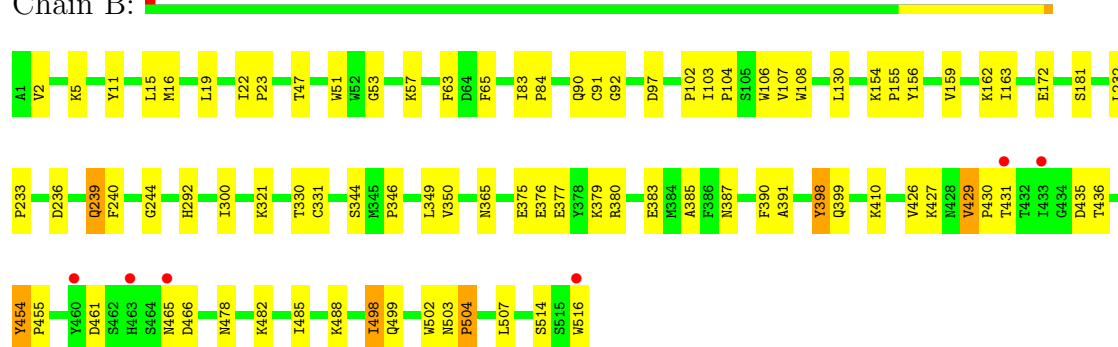 Chain B:
A1 V2 K5 Y11 L15 M16 L19 I22 P23 T47 W51 W52 G53 K57 F63 D64 F65 I83 P84 Q90 C91 G92 D97 P102 I103 P104 S105 W106 V107 W108 L130 K154 P155 Y156 V159 K162 I163 E172 S181 L232
P233 D236 Q239 F240 G244 H292 I300 K321 T330 C331 S344 M345 P346 L349 V350 N365 E375 E376 E377 Y378 K379 R380 E383 M384 A385 F386 N387 F390 A391 Y398 Q399 K410 V426 K427 N428 V429 P430 T431 T432 I433 G434 D435 T436
Y454 P455 Y460 D461 S462 H463 S464 N465 D466 N478 K482 I485 K488 I498 Q499 W502 N503 P504 L507 S514 S515 W516